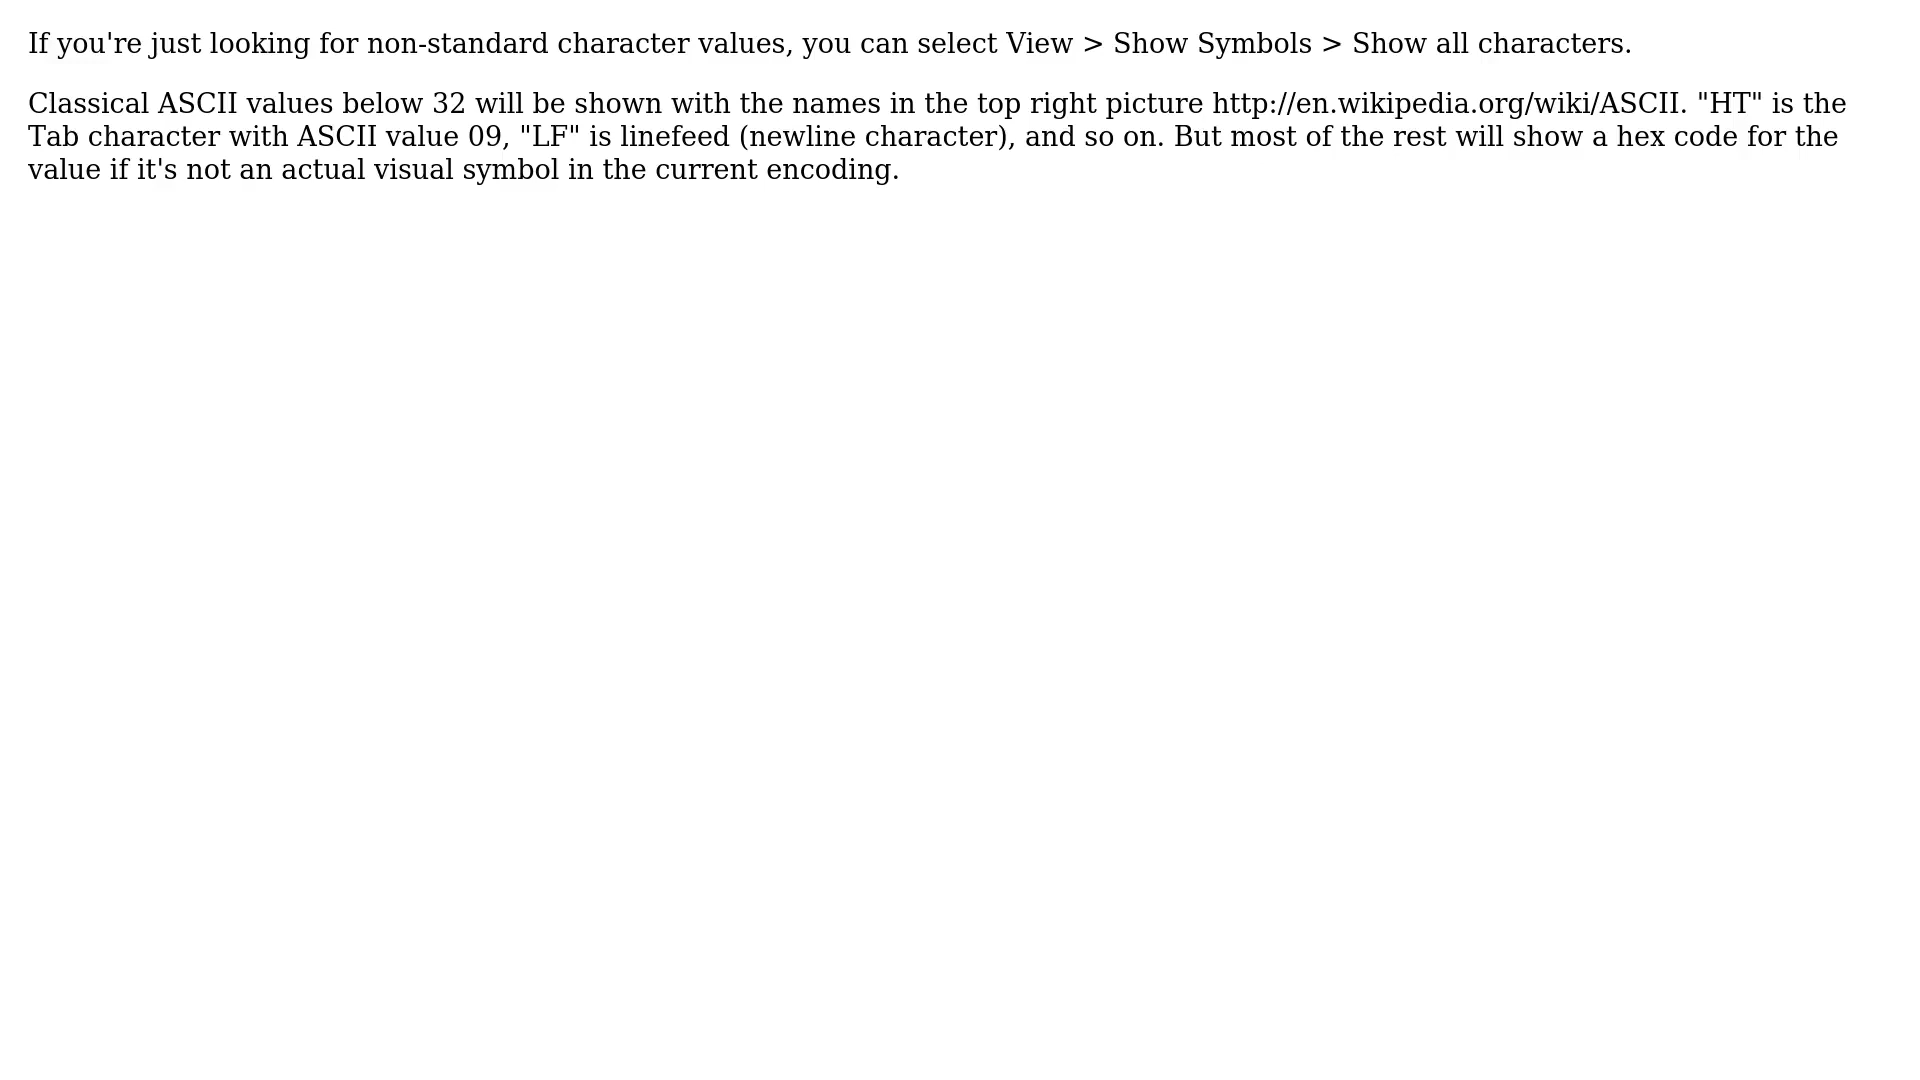 If you're just looking for non-standard character values, you can select View > Show Symbols > Show all characters.
Classical ASCII values below 32 will be shown with the names in the top right picture http://en.wikipedia.org/wiki/ASCII. "HT" is the
Tab character with ASCII value 09, "LF" is linefeed (newline character), and so on. But most of the rest will show a hex code for the
value if it's not an actual visual symbol in the current encoding.